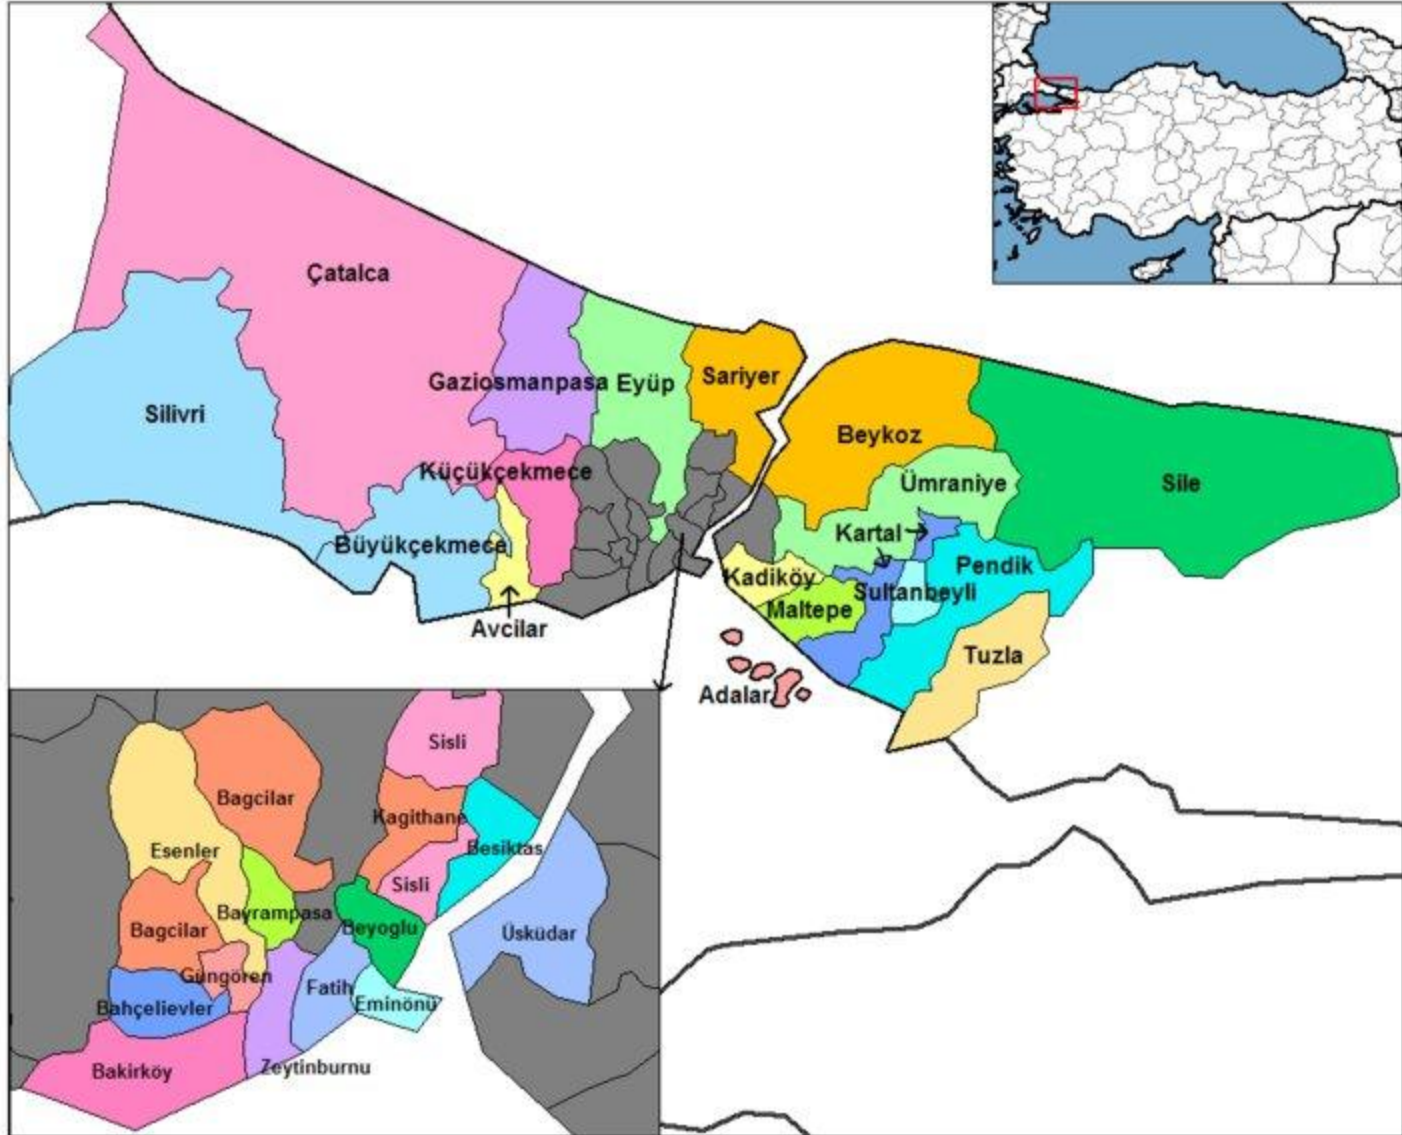 Çatalca
Silivri
Gaziosmanpasa
Eyüp
Sariyer
Beykoz
Küçükçekmece
Ümraniye
Sile
Büyükçekmece
Kartal
Pendik
Kadiköy
Sultanbeyli
Maltepe
Avcilar
Tuzla
Adalar
Sisli
Bagcilar
Kagithane
Besiktas
Esenler
Sisli
Bayrampasa
Beyoglu
Bagcilar
Üsküdar
Güngören
Fatih
Eminönü
Bahçelievler
Bakirköy
Zeytinburnu